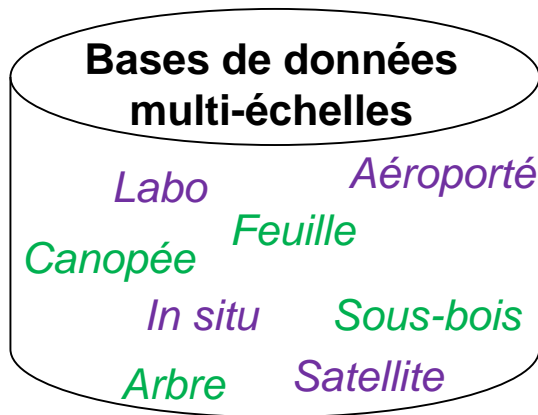 Bases de données
multi-échelles
Labo
Aéroporté
Feuille
Canopée
In situ
Sous-bois
Arbre
Satellite